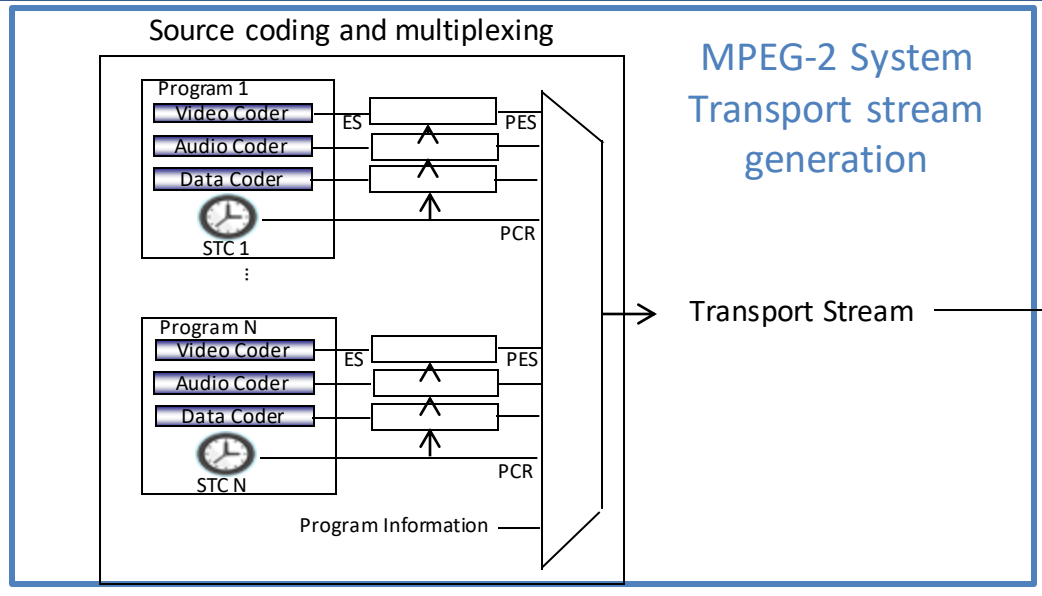 Source coding and multiplexing
MPEG-2 System
Transport stream
generation
Program 1
Video Coder
ES
PES
Audio Coder
Data Coder
PCR
STC 1
...
Transport Stream
Program N
Video Coder
ES
PES
Audio Coder
Data Coder
PCR
STC N
Program Information